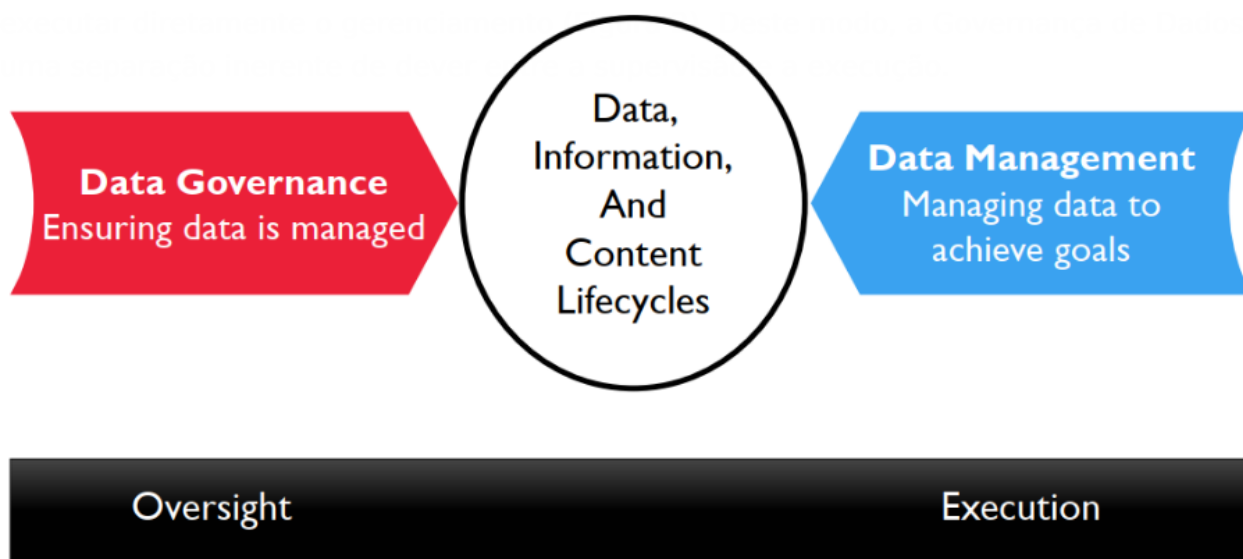 Data Governance
Ensuring data is managed
Data,
Information,
And
Content
Lifecycles
Data Management
Managing data to
achieve goals
Oversight
Execution